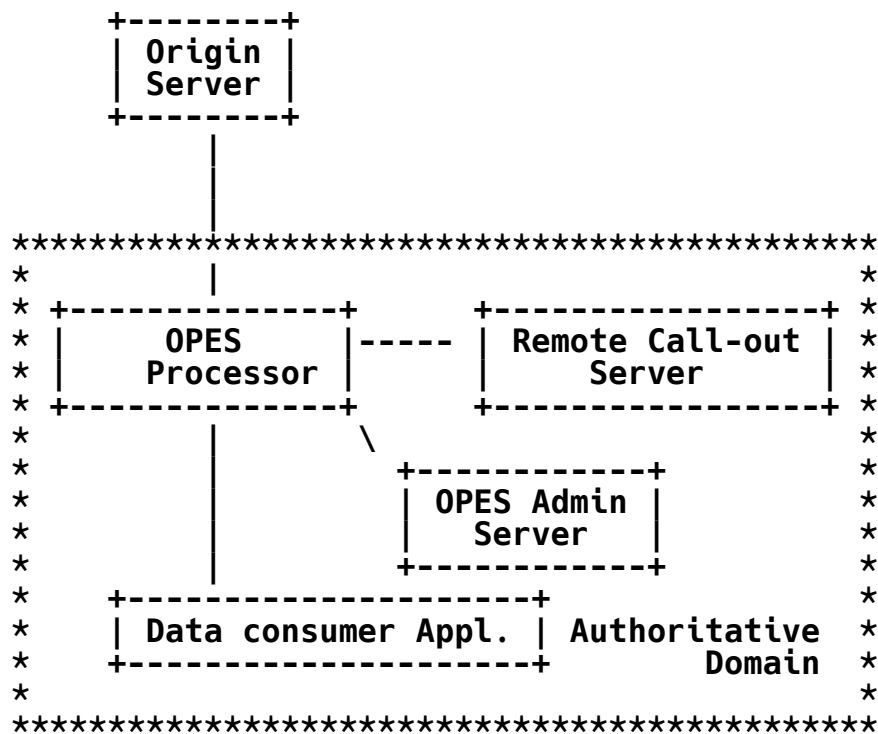 Origin
Server
OPES
Processor
Remote Call-out
Server
OPES Admin
Server
Data consumer Appl.
Authoritative
Domain